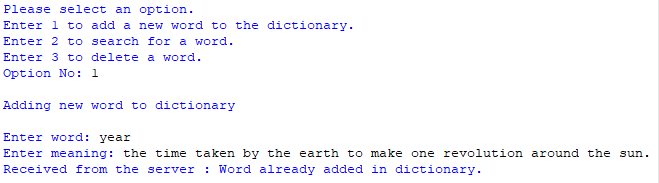 Please select an option.
Enter 1 to add a new word to the dictionary.
Enter 2 to search for a word.
Enter 3 to delete a word.
Option No: 1
Adding new word to dictionary
Enter word: year
Enter meaning: the time taken by the earth to make one revolution around the sun.
Received from the server : Word already added in dictionary.